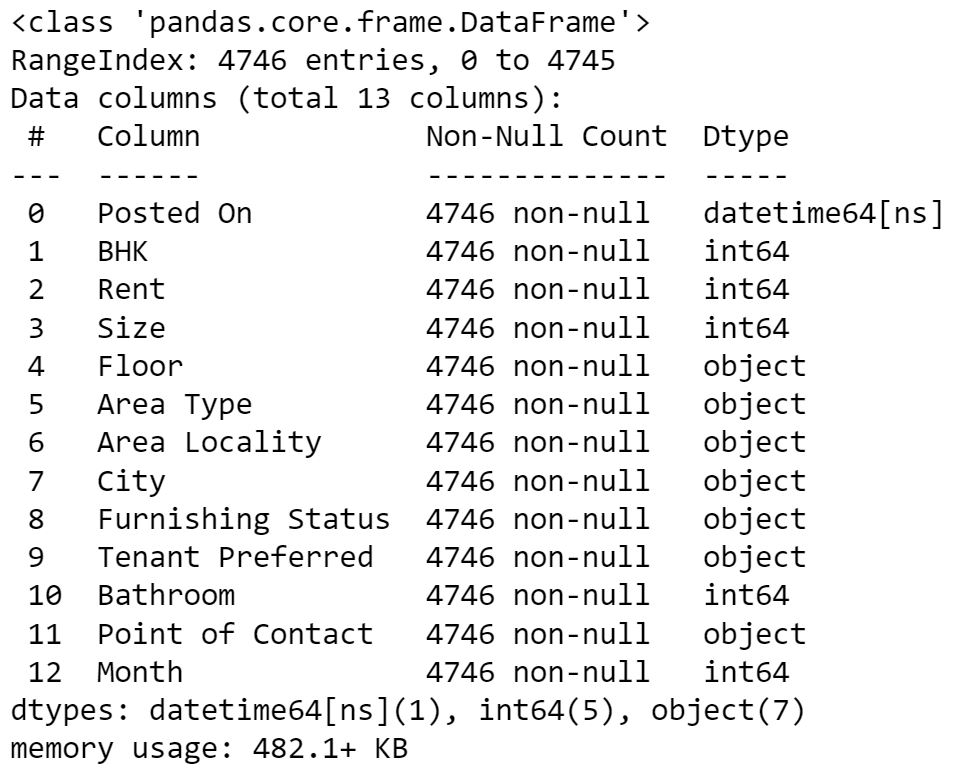 <class 'pandas.core.frame.DataFrame'>
RangeIndex: 4746 entries, 0 to 4745
Data columns (total 13 columns):
 #   Column             Non-Null Count  Dtype
---  ------             --------------  -----
 0   Posted On          4746 non-null   datetime64[ns]
 1   BHK                4746 non-null   int64
 2   Rent               4746 non-null   int64
 3   Size               4746 non-null   int64
 4   Floor              4746 non-null   object
 5   Area Type          4746 non-null   object
 6   Area Locality      4746 non-null   object
 7   City               4746 non-null   object
 8   Furnishing Status  4746 non-null   object
 9   Tenant Preferred   4746 non-null   object
 10  Bathroom           4746 non-null   int64
 11  Point of Contact   4746 non-null   object
 12  Month              4746 non-null   int64
dtypes: datetime64[ns](1), int64(5), object(7)
memory usage: 482.1+ KB